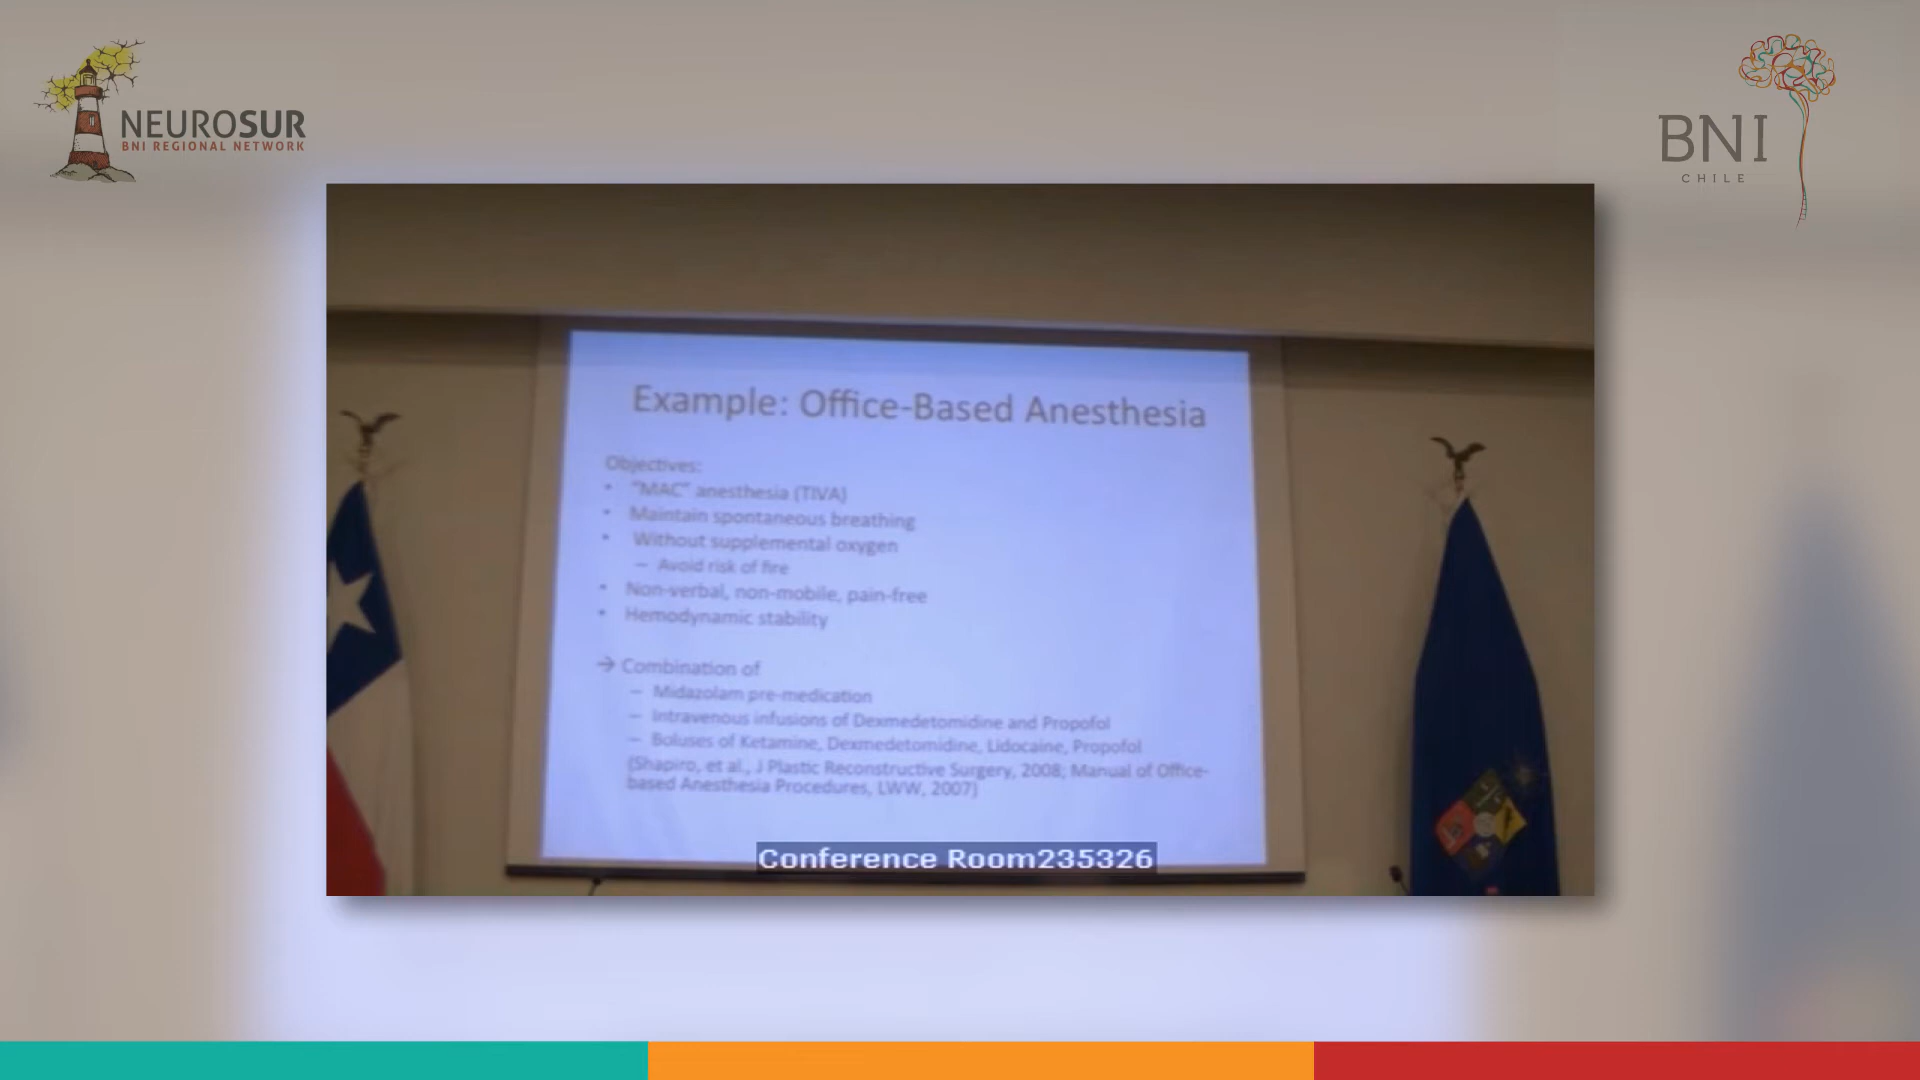 NEUROSUR
BNI REGIONAL NETWORK
BNI
CHILE
Example: Office-Based Anesthesia
Objectives:
• "MAC" anesthesia (TIVA)
• Maintain spontaneous breathing
• Without supplemental oxygen
– Avoid risk of fire
• Non-verbal, non-mobile, pain-free
• Hemodynamic stability
→ Combination of
– Midazolam pre-medication
– Intravenous infusions of Dexmedetomidine and Propofol
– Boluses of Ketamine, Dexmedetomidine, Lidocaine, Propofol
(Shapiro, et al., J Plastic Reconstructive Surgery, 2008; Manual of Office-
based Anesthesia Procedures, LWW, 2007)
Conference Room235326